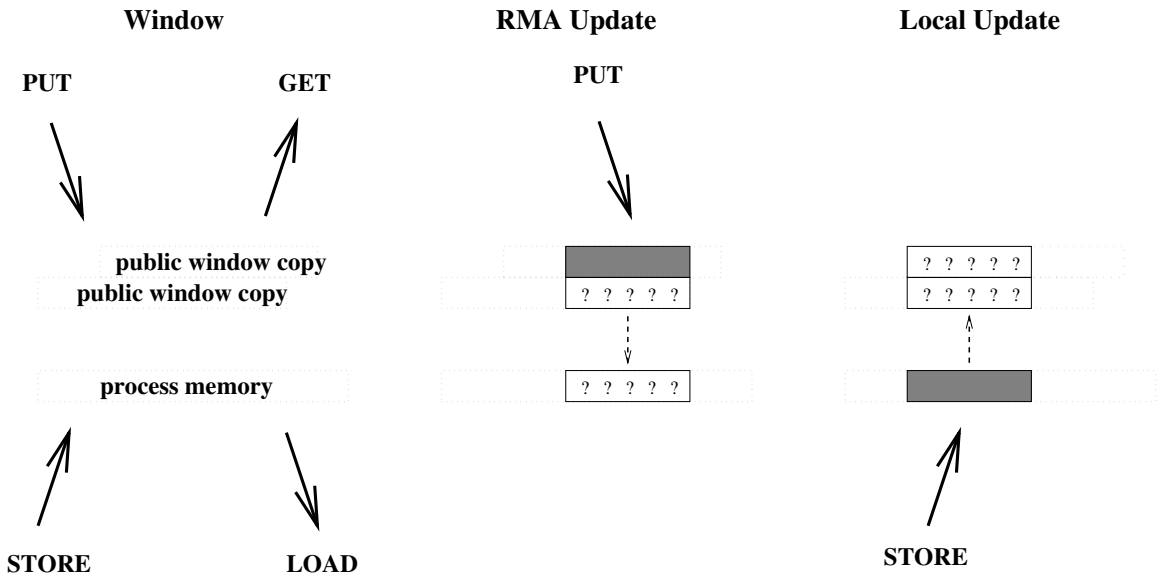 Window
RMA Update
Local Update
PUT
GET
PUT
public window copy
public window copy
? ? ? ? ?
? ? ? ? ?
? ? ? ? ?
process memory
? ? ? ? ?
STORE
LOAD
STORE